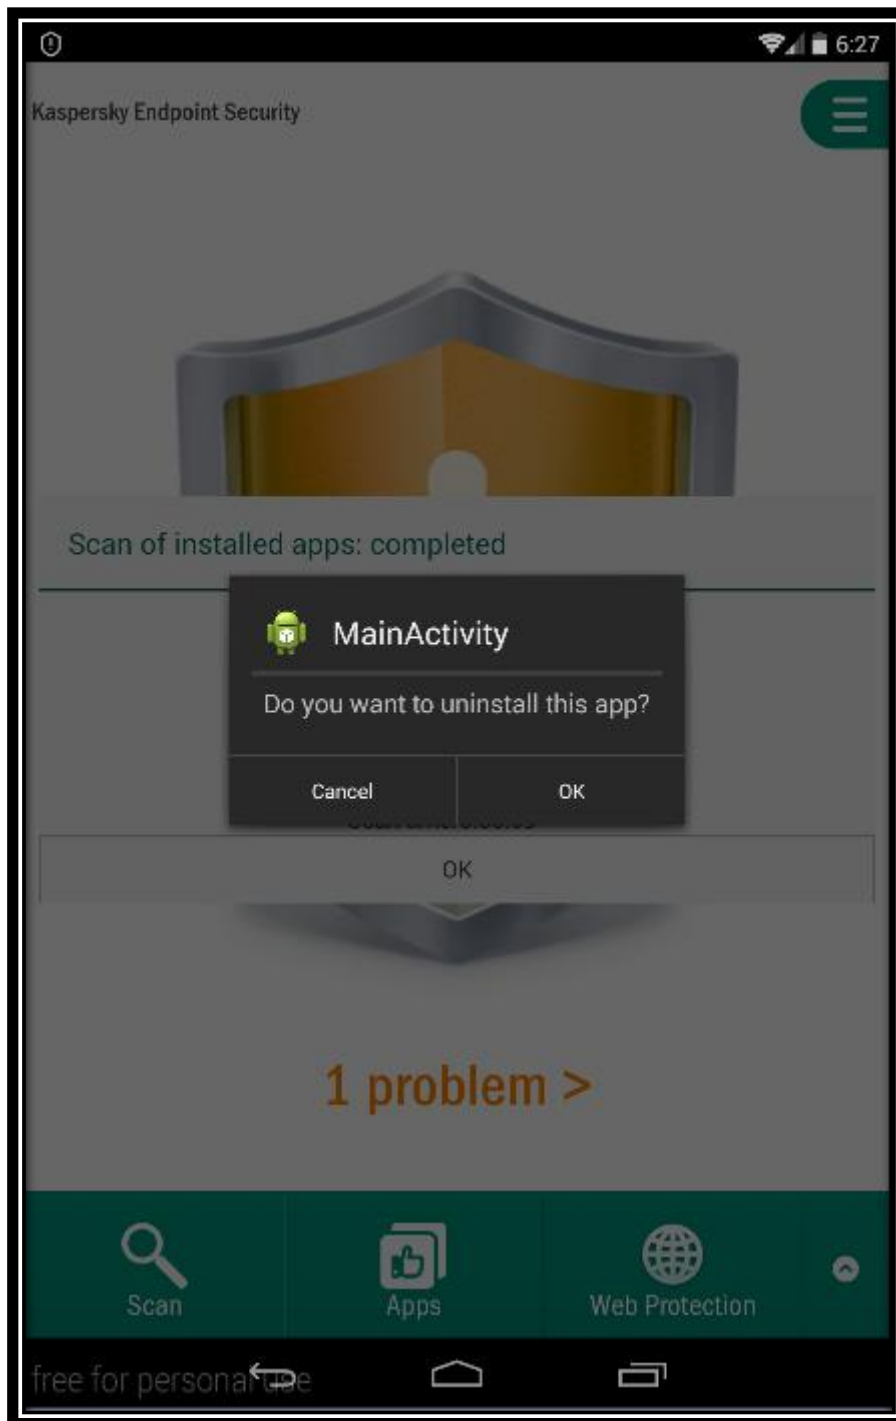 6:27
Kaspersky Endpoint Security
Scan of installed apps: completed
MainActivity
Do you want to uninstall this app?
Cancel OK
OK
1 problem >
Scan Apps Web Protection
free for personal use